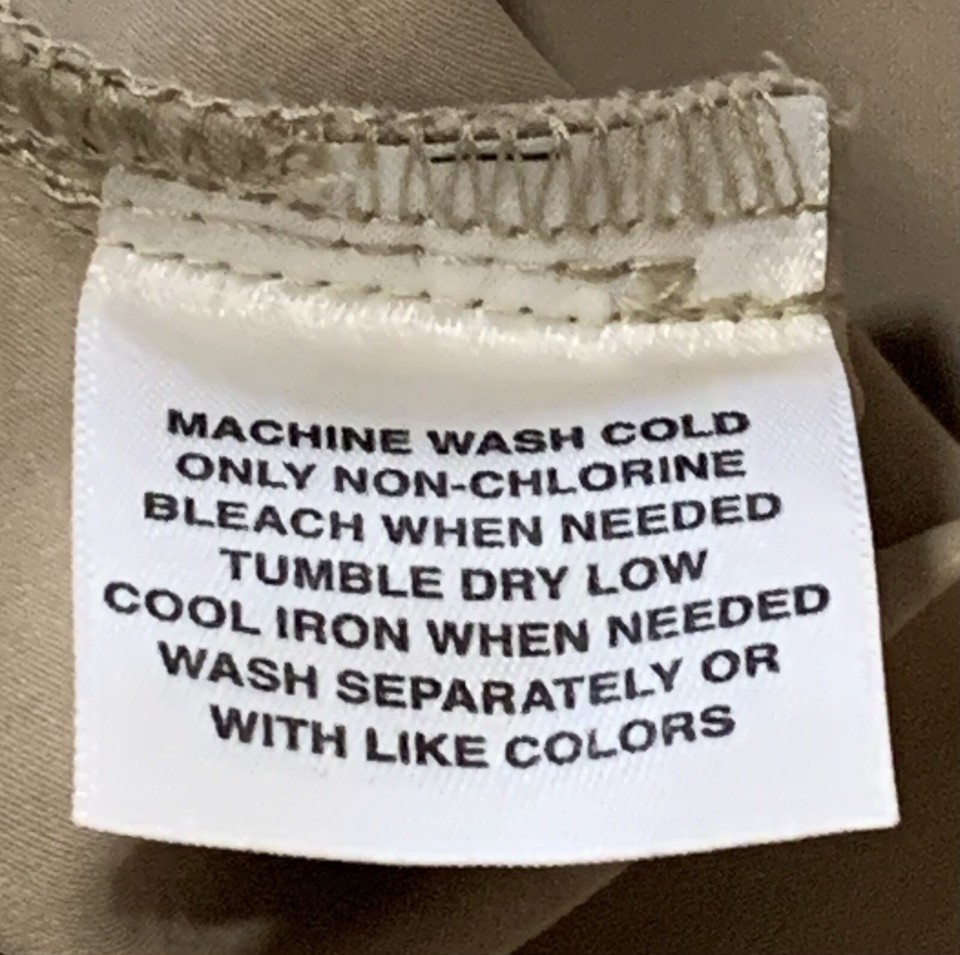 MACHINE WASH COLD
ONLY NON-CHLORINE
BLEACH WHEN NEEDED
TUMBLE DRY LOW
COOL IRON WHEN NEEDED
WASH SEPARATELY OR
WITH LIKE COLORS